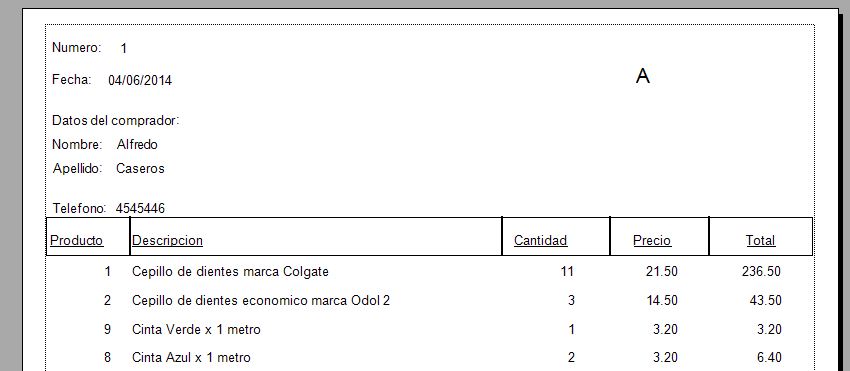 Numero: 1
Fecha: 04/06/2014
A
Datos del comprador:
Nombre: Alfredo
Apellido: Caseros
Telefono: 4545446
Producto Descripcion Cantidad Precio Total
1 Cepillo de dientes marca Colgate 11 21.50 236.50
2 Cepillo de dientes economico marca Odol 2 3 14.50 43.50
9 Cinta Verde x 1 metro 1 3.20 3.20
8 Cinta Azul x 1 metro 2 3.20 6.40